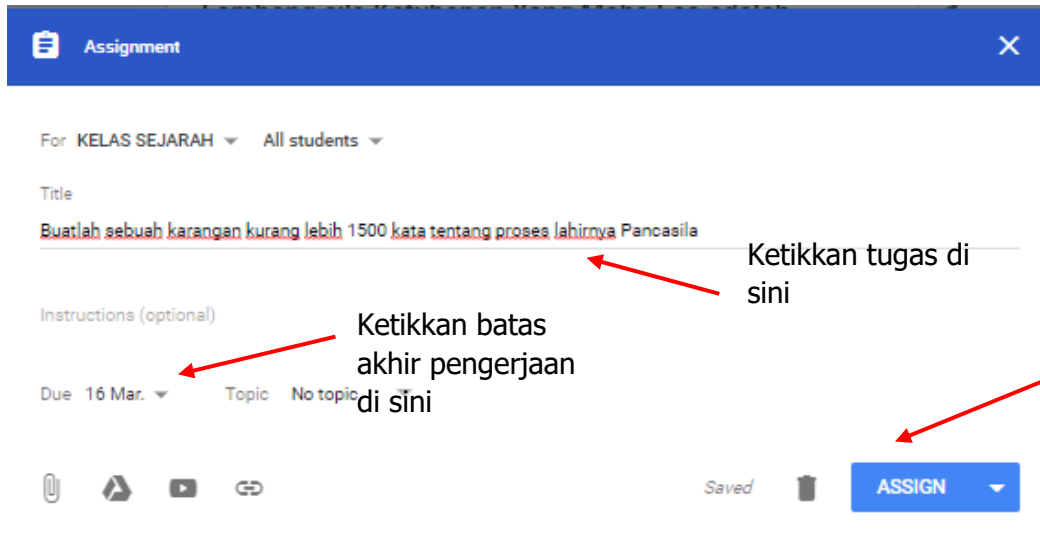 Assignment
For KELAS SEJARAH All students
Title
Buatlah sebuah karangan kurang lebih 1500 kata tentang proses lahirnya Pancasila
Ketikkan tugas di
sini
Instructions (optional)
Ketikkan batas
akhir pengerjaan
di sini
Due 16 Mar. Topic No topic
Saved ASSIGN